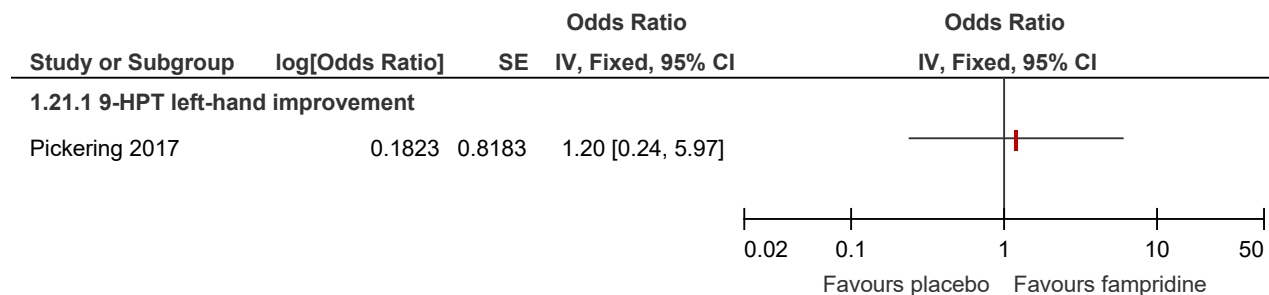 Odds Ratio Odds Ratio
Study or Subgroup log[Odds Ratio] SE IV, Fixed, 95% CI IV, Fixed, 95% CI
1.21.1 9-HPT left-hand improvement
Pickering 2017 0.1823 0.8183 1.20 [0.24, 5.97]
0.02 0.1 1 10 50
Favours placebo Favours fampridine